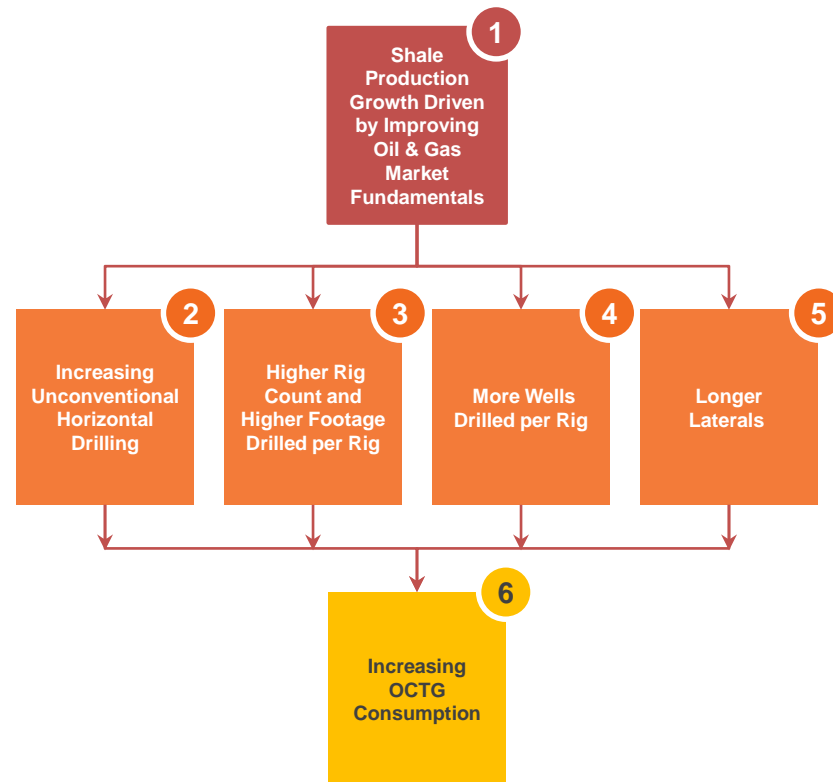 1
Shale
Production
Growth Driven
by Improving
Oil & Gas
Market
Fundamentals
2
Increasing
Unconventional
Horizontal
Drilling
3
Higher Rig
Count and
Higher Footage
Drilled per Rig
4
More Wells
Drilled per Rig
5
Longer
Laterals
6
Increasing
OCTG
Consumption